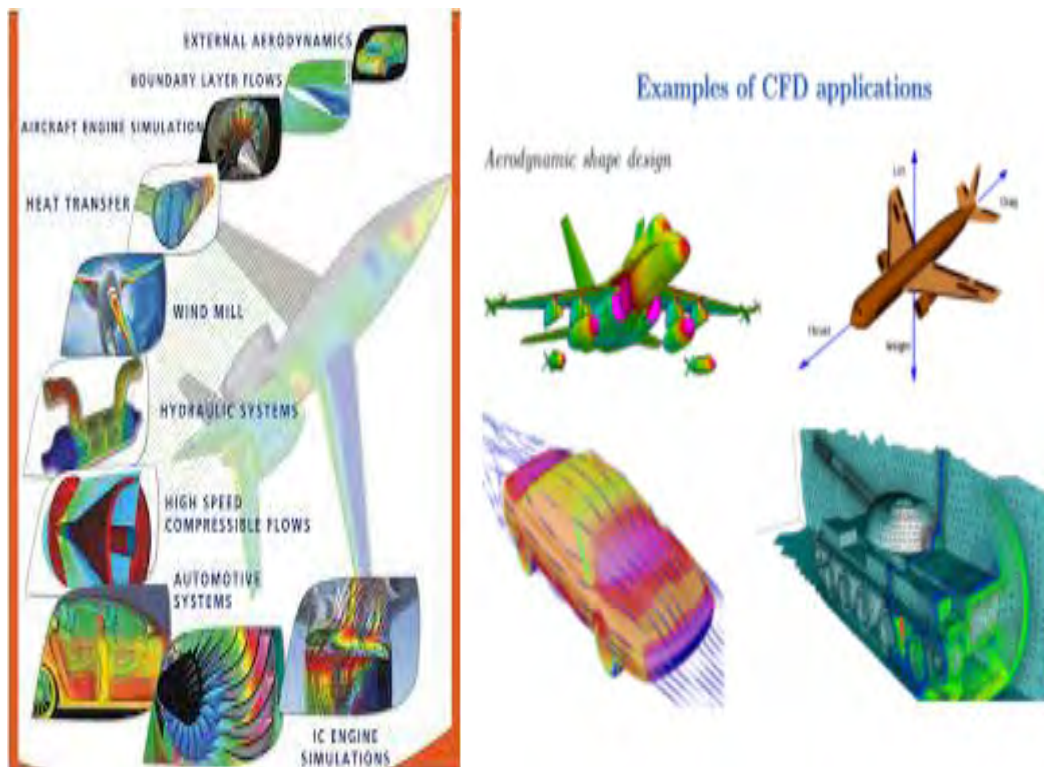 EXTERNAL AERODYNAMICS
BOUNDARY LAYER FLOWS
AIRCRAFT ENGINE SIMULATION
HEAT TRANSFER
WIND MILL
HYDRAULIC SYSTEMS
HIGH SPEED
COMPRESSIBLE FLOWS
AUTOMOTIVE
SYSTEMS
IC ENGINE
SIMULATIONS
Examples of CFD applications
Aerodynamic shape design
Lift
Drag
Thrust
Weight